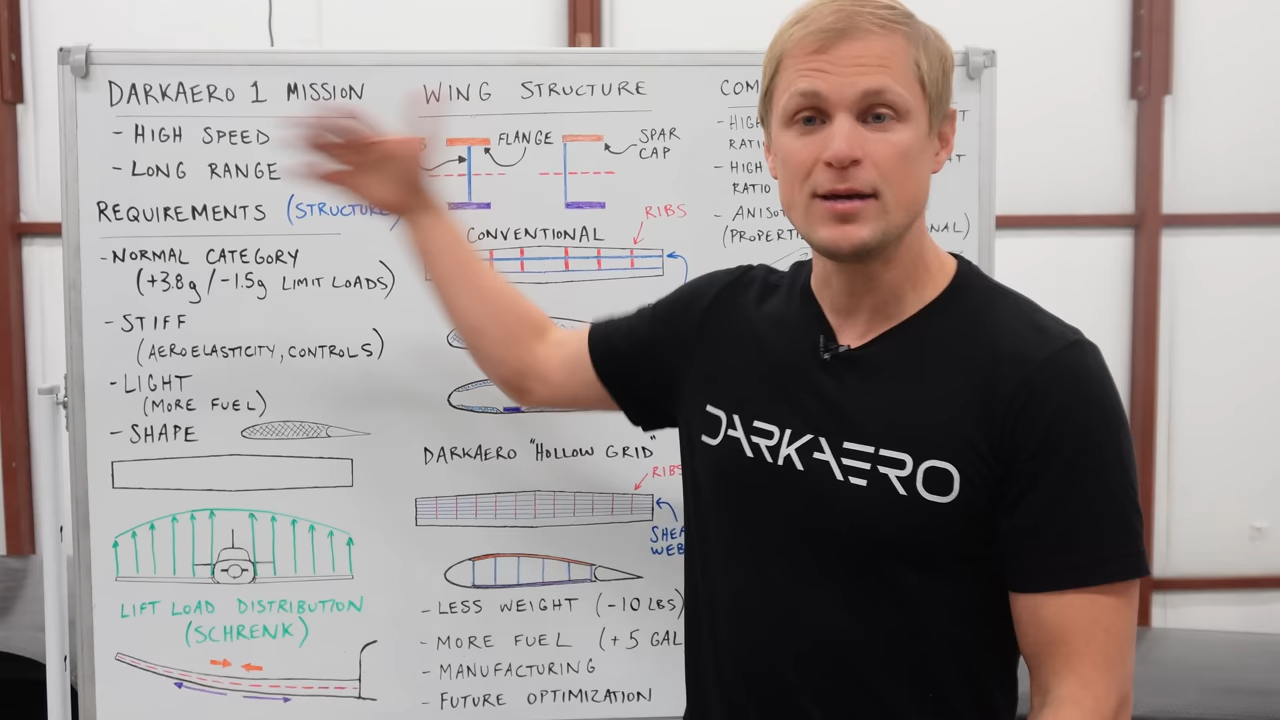 DARKAERO 1 MISSION
- HIGH SPEED
- LONG RANGE
REQUIREMENTS (STRUCTURE)
- NORMAL CATEGORY
(+3.8g/-1.5g LIMIT LOADS)
- STIFF
(AEROELASTICITY, CONTROLS)
- LIGHT
(MORE FUEL)
- SHAPE
LIFT LOAD DISTRIBUTION
(SCHRENK)
WING STRUCTURE
FLANGE
SPAR
CAP
RIBS
CONVENTIONAL
DARKAERO "HOLLOW GRID"
RIBS
SHEA
WEB
- LESS WEIGHT (-10 LBS)
- MORE FUEL (+5 GAL
- MANUFACTURING
- FUTURE OPTIMIZATION
COM
- HIGH
RATIO
- HIGH
RATIO
- ANISOT
(PROPERT NAL)
DARKAERO